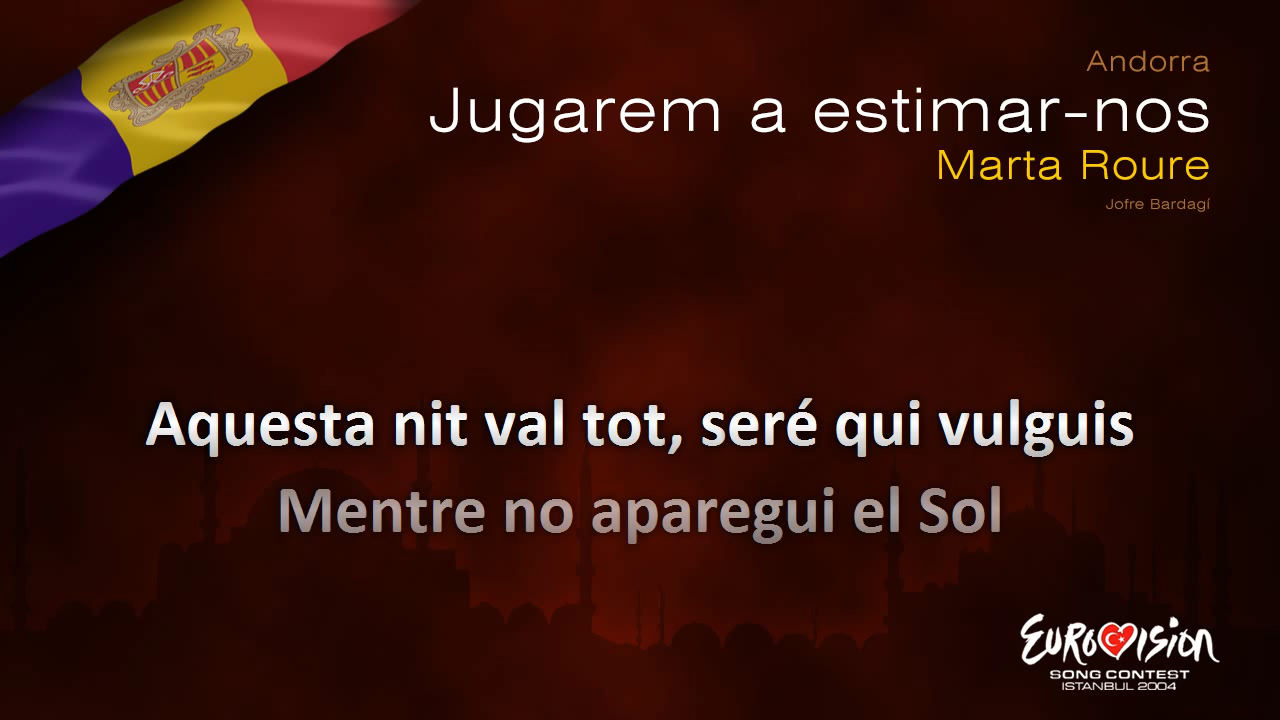 Andorra
Jugarem a estimar-nos
Marta Roure
Jofre Bardagí
Aquesta nit val tot, seré qui vulguis
Mentre no aparegui el Sol
EUROVISION
SONG CONTEST
ISTANBUL 2004